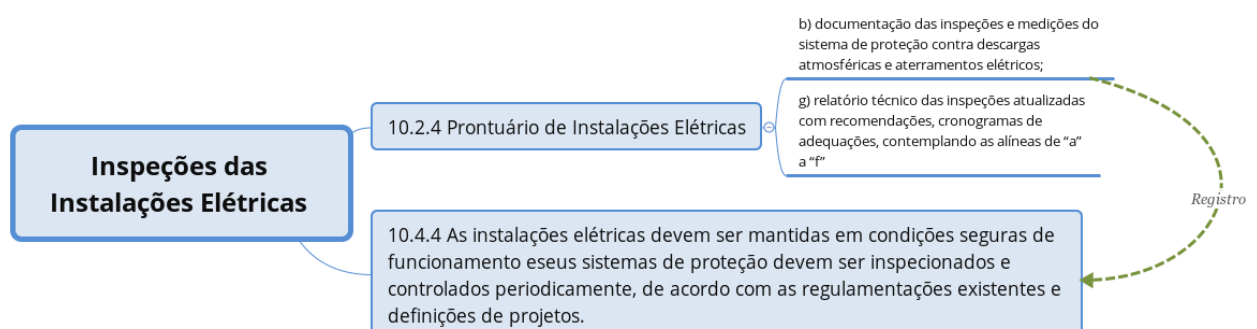 b) documentação das inspeções e medições do
sistema de proteção contra descargas
atmosféricas e aterramentos elétricos;
10.2.4 Prontuário de Instalações Elétricas
g) relatório técnico das inspeções atualizadas
com recomendações, cronogramas de
adequações, contemplando as alíneas de “a”
a “f”
Inspeções das
Instalações Elétricas
Registro
10.4.4 As instalações elétricas devem ser mantidas em condições seguras de
funcionamento eseus sistemas de proteção devem ser inspecionados e
controlados periodicamente, de acordo com as regulamentações existentes e
definições de projetos.